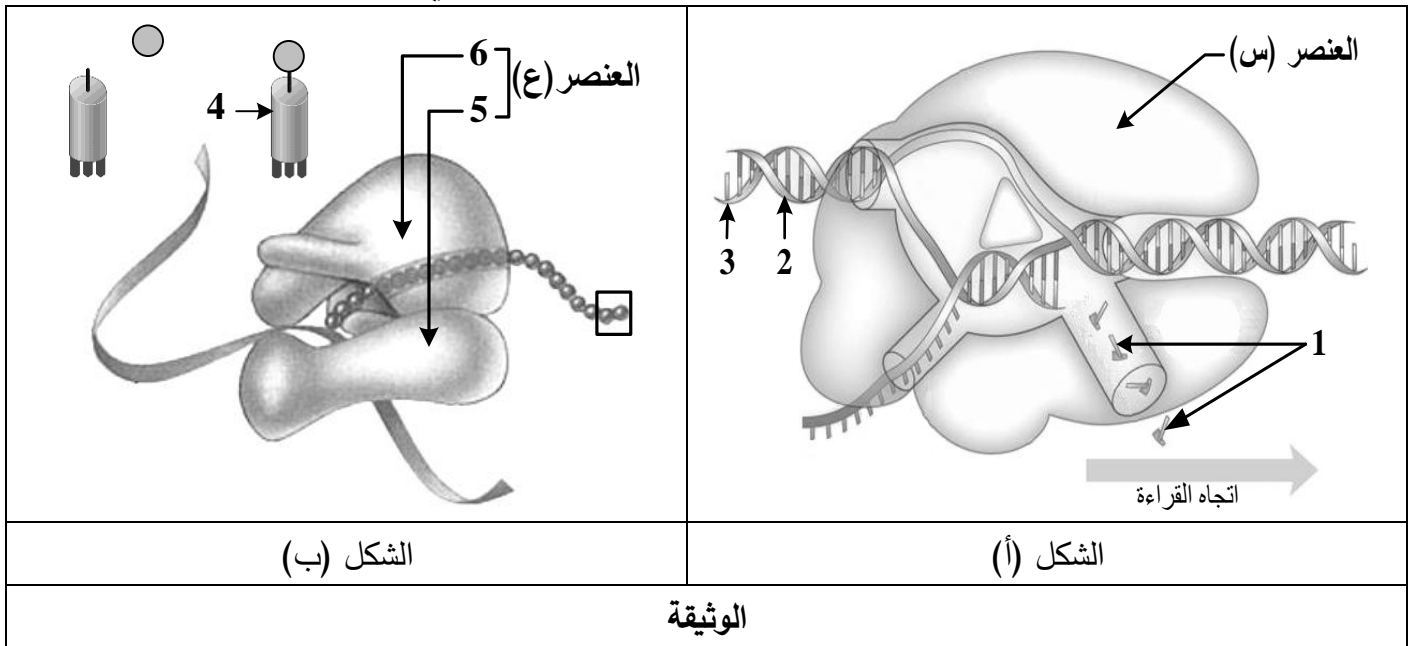 العنصر (س)
3
2
1
اتجاه القراءة
6
العنصر (ع)
5
4
الشكل (أ)
الشكل (ب)
الوثيقة